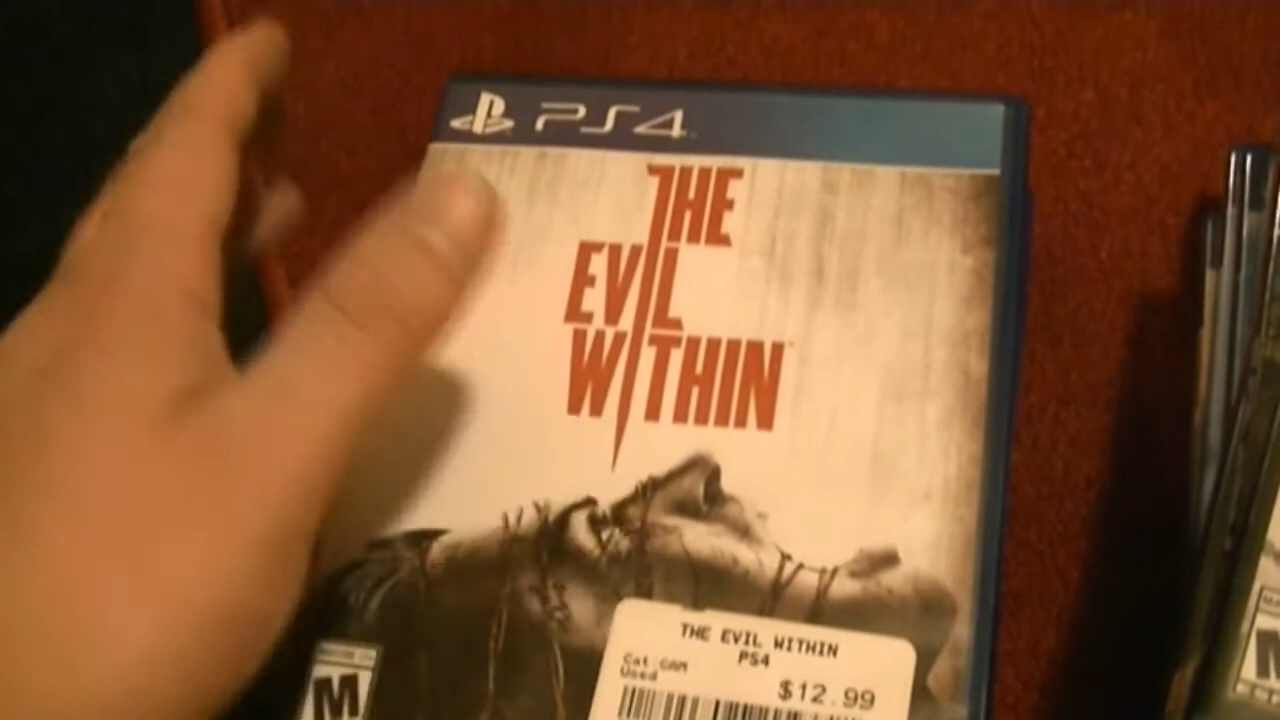 PS4
THE
EVIL
WITHIN
THE EVIL WITHIN
PS4
Cat GAM
Used
$12.99
M
M